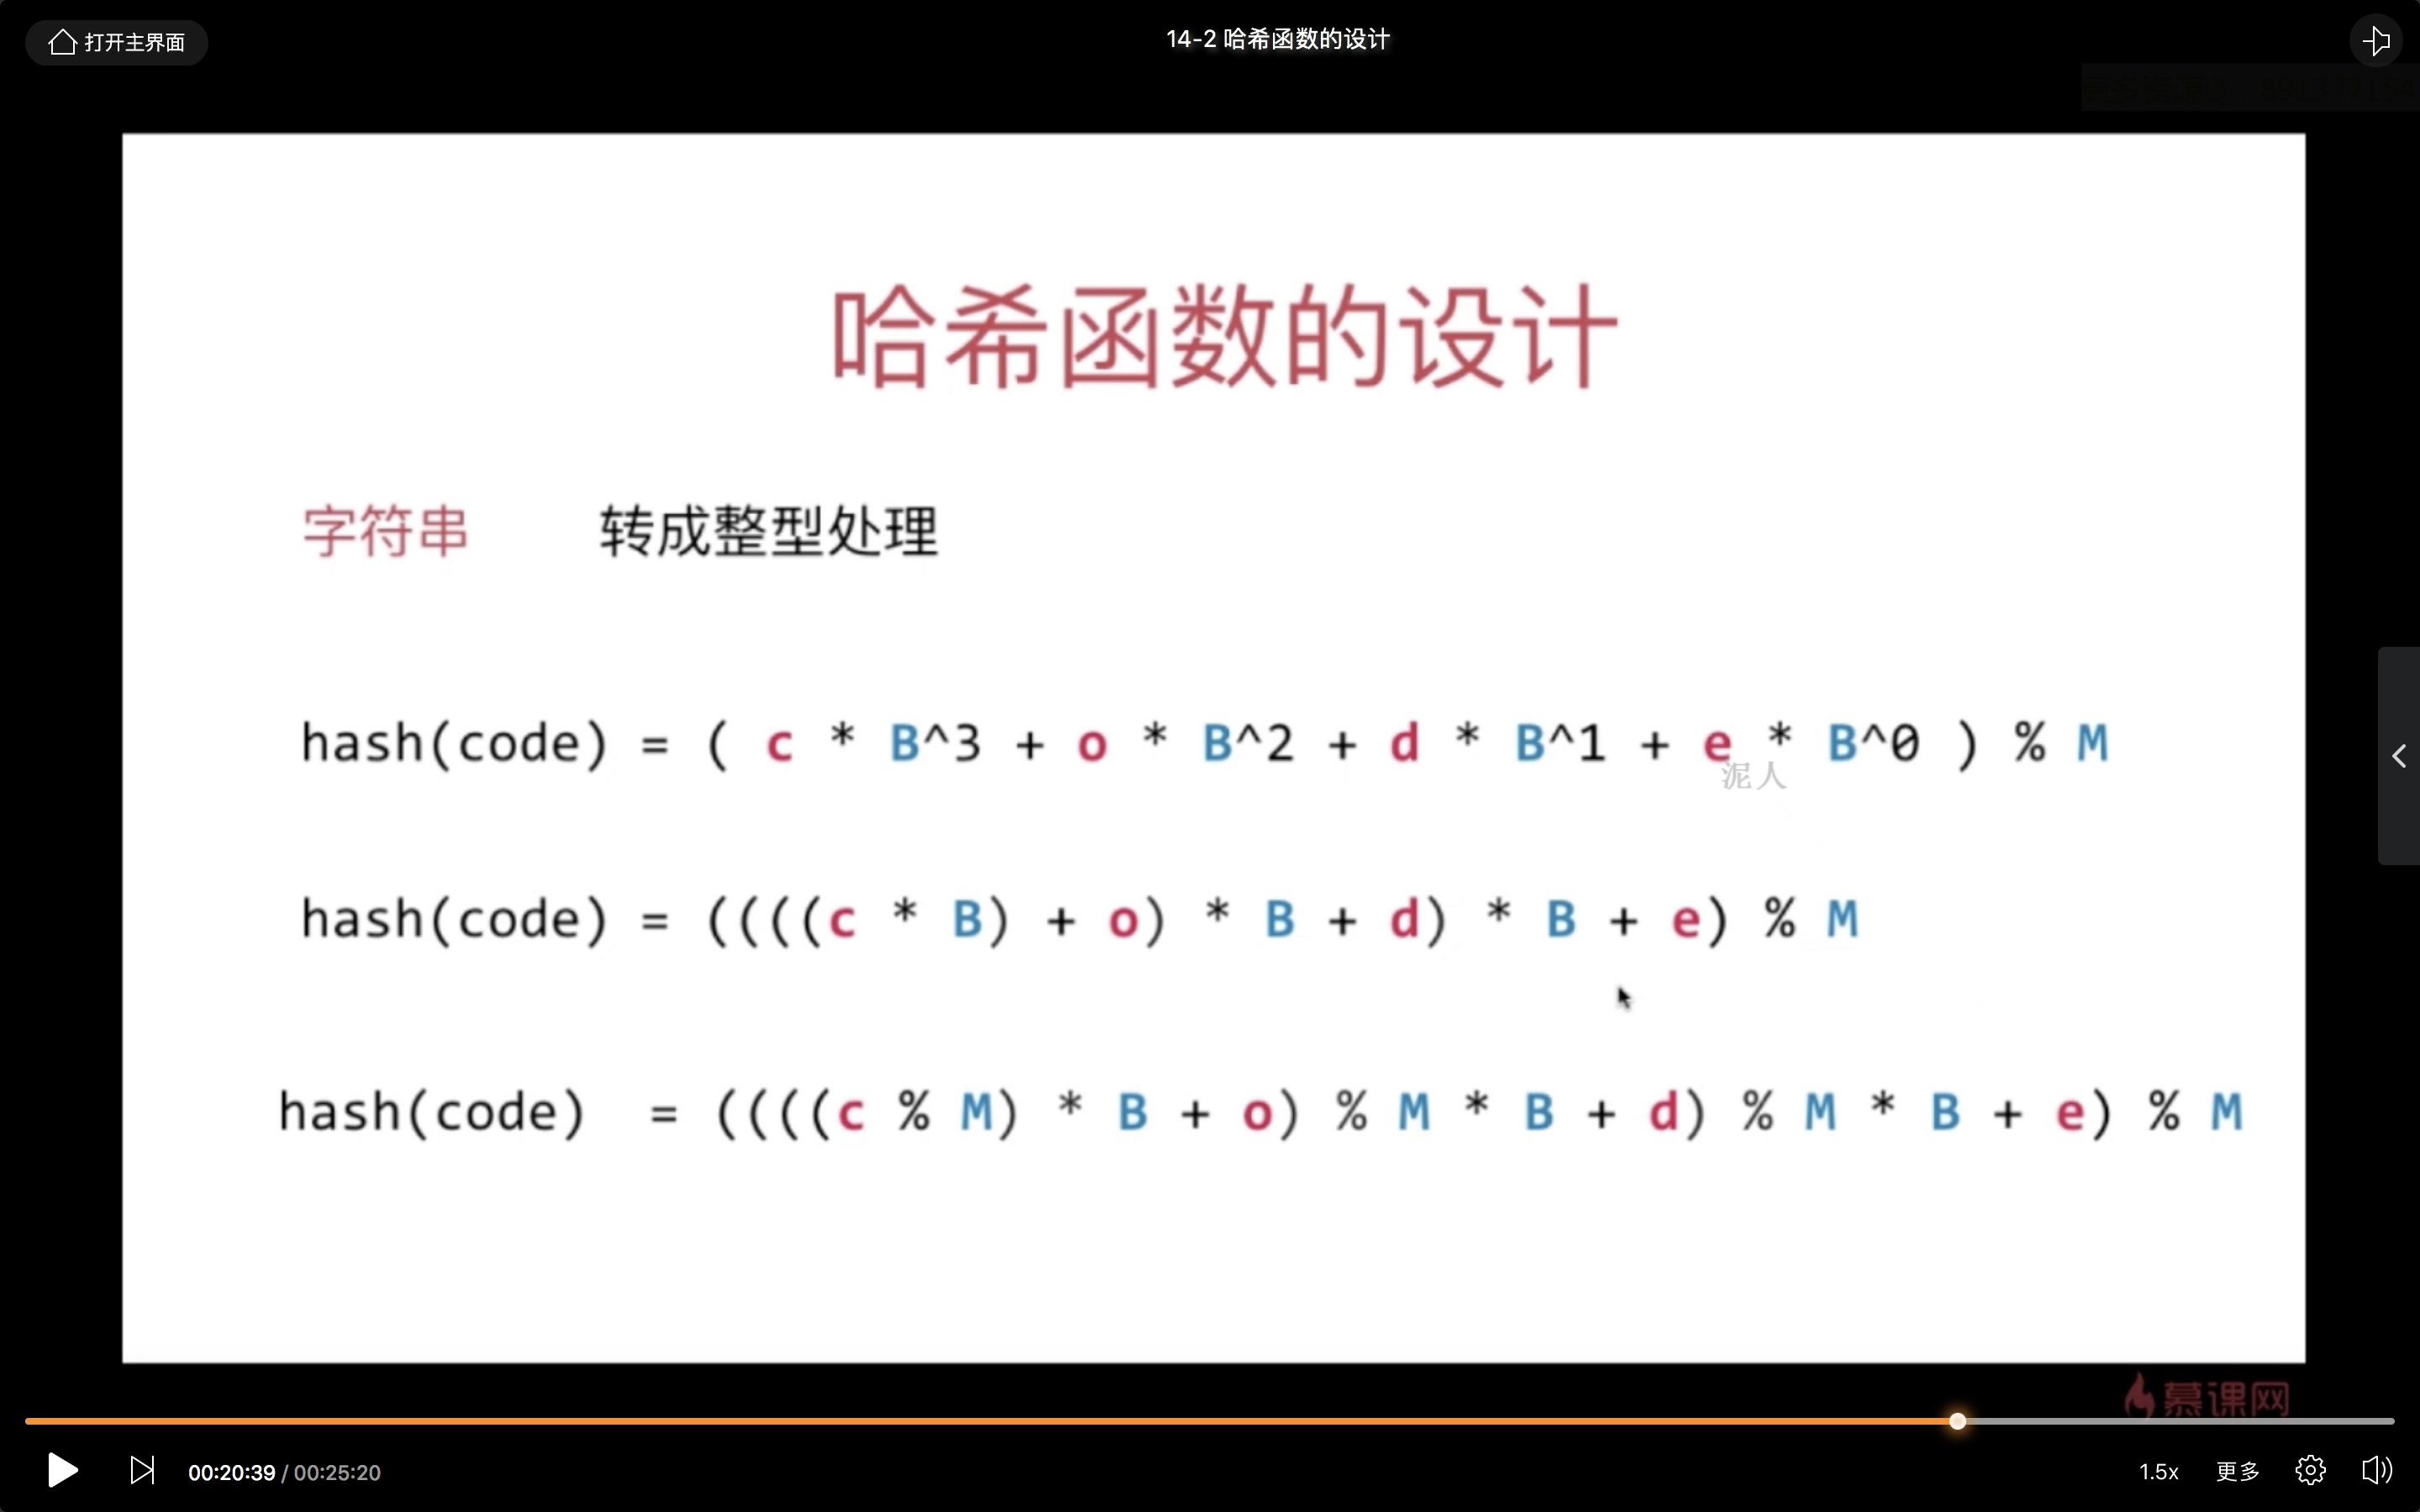 打开主界面
14-2 哈希函数的设计
哈希函数的设计
字符串 转成整型处理
hash(code) = ( c * B^3 + o * B^2 + d * B^1 + e * B^0 ) % M
泥人
hash(code) = ((((c * B) + o) * B + d) * B + e) % M
hash(code) = ((((c % M) * B + o) % M * B + d) % M * B + e) % M
慕课网
00:20:39 / 00:25:20
1.5x 更多